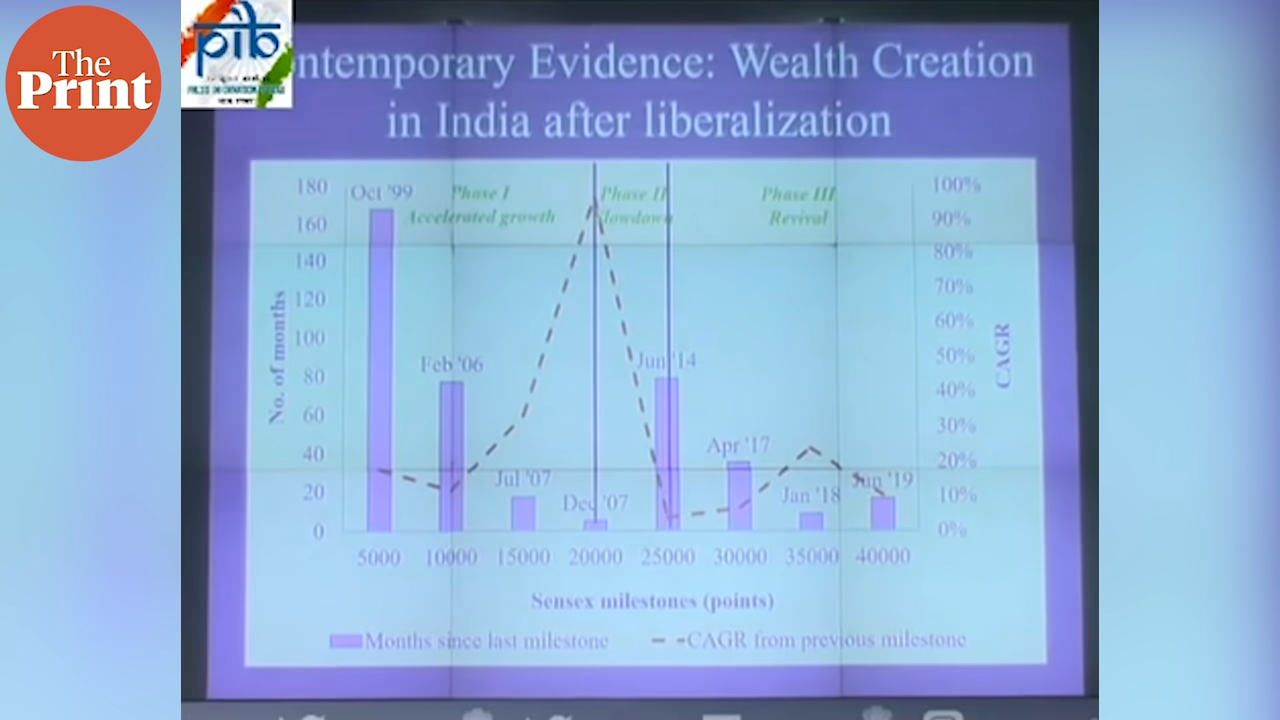 The
Print
pib
ntemporary Evidence: Wealth Creation
in India after liberalization
180
160
140
120
100
80
60
40
20
0
No. of months
Oct '99
Feb '06
Jul '07
Dec '07
Jun '14
Apr '17
Jan '18
Jun '19
Phase I
Accelerated growth
Phase II
Slowdown
Phase III
Revival
100%
90%
80%
70%
60%
50%
40%
30%
20%
10%
0%
CAGR
5000 10000 15000 20000 25000 30000 35000 40000
Sensex milestones (points)
Months since last milestone CAGR from previous milestone